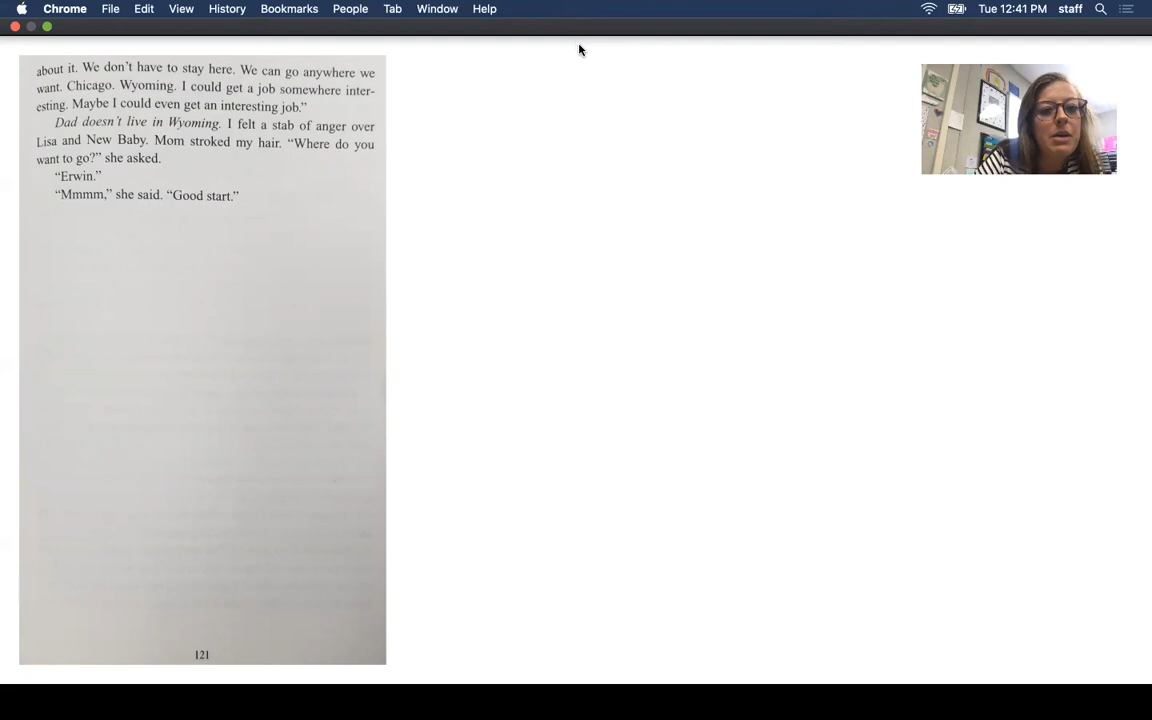 Chrome File Edit View History Bookmarks People Tab Window Help Tue 12:41 PM staff
about it. We don't have to stay here. We can go anywhere we
want. Chicago. Wyoming. I could get a job somewhere inter-
esting. Maybe I could even get an interesting job.”
Dad doesn't live in Wyoming. I felt a stab of anger over
Lisa and New Baby. Mom stroked my hair. “Where do you
want to go?” she asked.
“Erwin.”
“Mmmm,” she said. “Good start.”
121